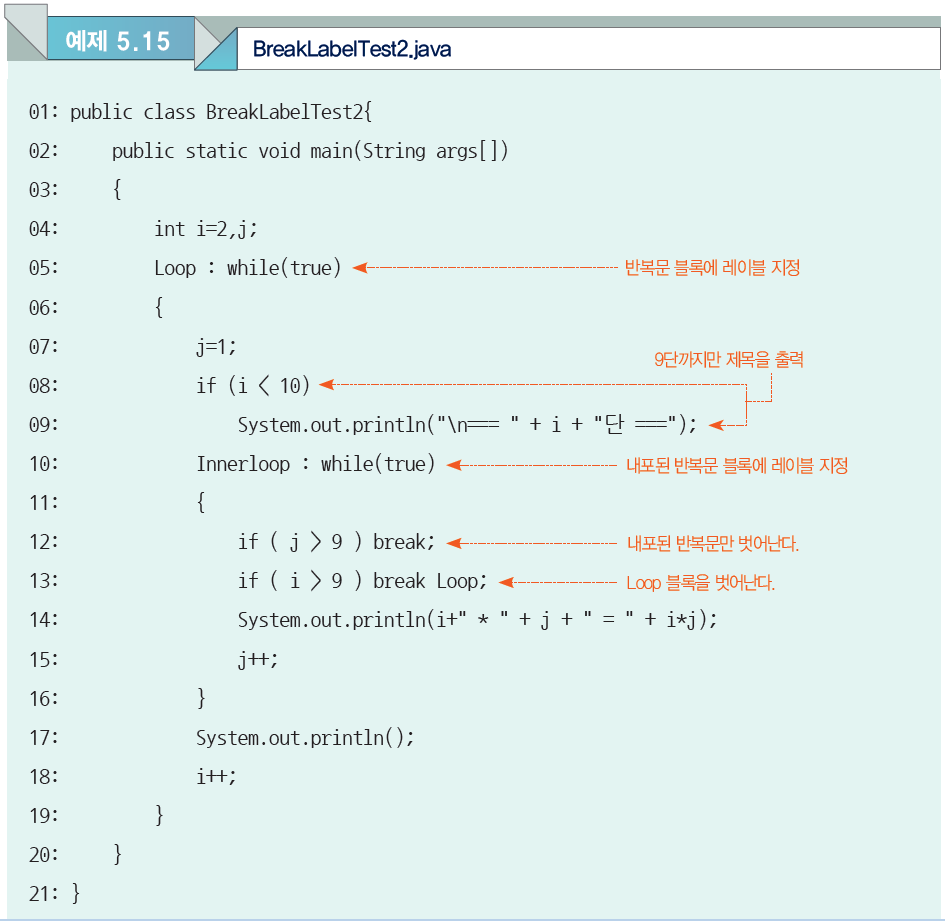 예제 5.15
BreakLabelTest2.java
01: public class BreakLabelTest2{
02: public static void main(String args[])
03: {
04: int i=2,j;
05: Loop : while(true) 반복문 블록에 레이블 지정
06: {
07: j=1;
9단까지만 제목을 출력
08: if (i < 10)
09: System.out.println("\n=== " + i + "단 ===");
10: Innerloop : while(true) 내포된 반복문 블록에 레이블 지정
11: {
12: if ( j > 9 ) break; 내포된 반복문만 벗어난다.
13: if ( i > 9 ) break Loop; Loop 블록을 벗어난다.
14: System.out.println(i+" * " + j + " = " + i*j);
15: j++;
16: }
17: System.out.println();
18: i++;
19: }
20: }
21: }